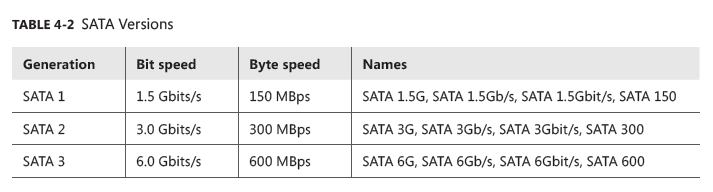 TABLE 4-2 SATA Versions
Generation Bit speed Byte speed Names
SATA 1 1.5 Gbits/s 150 MBps SATA 1.5G, SATA 1.5Gb/s, SATA 1.5Gbit/s, SATA 150
SATA 2 3.0 Gbits/s 300 MBps SATA 3G, SATA 3Gb/s, SATA 3Gbit/s, SATA 300
SATA 3 6.0 Gbits/s 600 MBps SATA 6G, SATA 6Gb/s, SATA 6Gbit/s, SATA 600